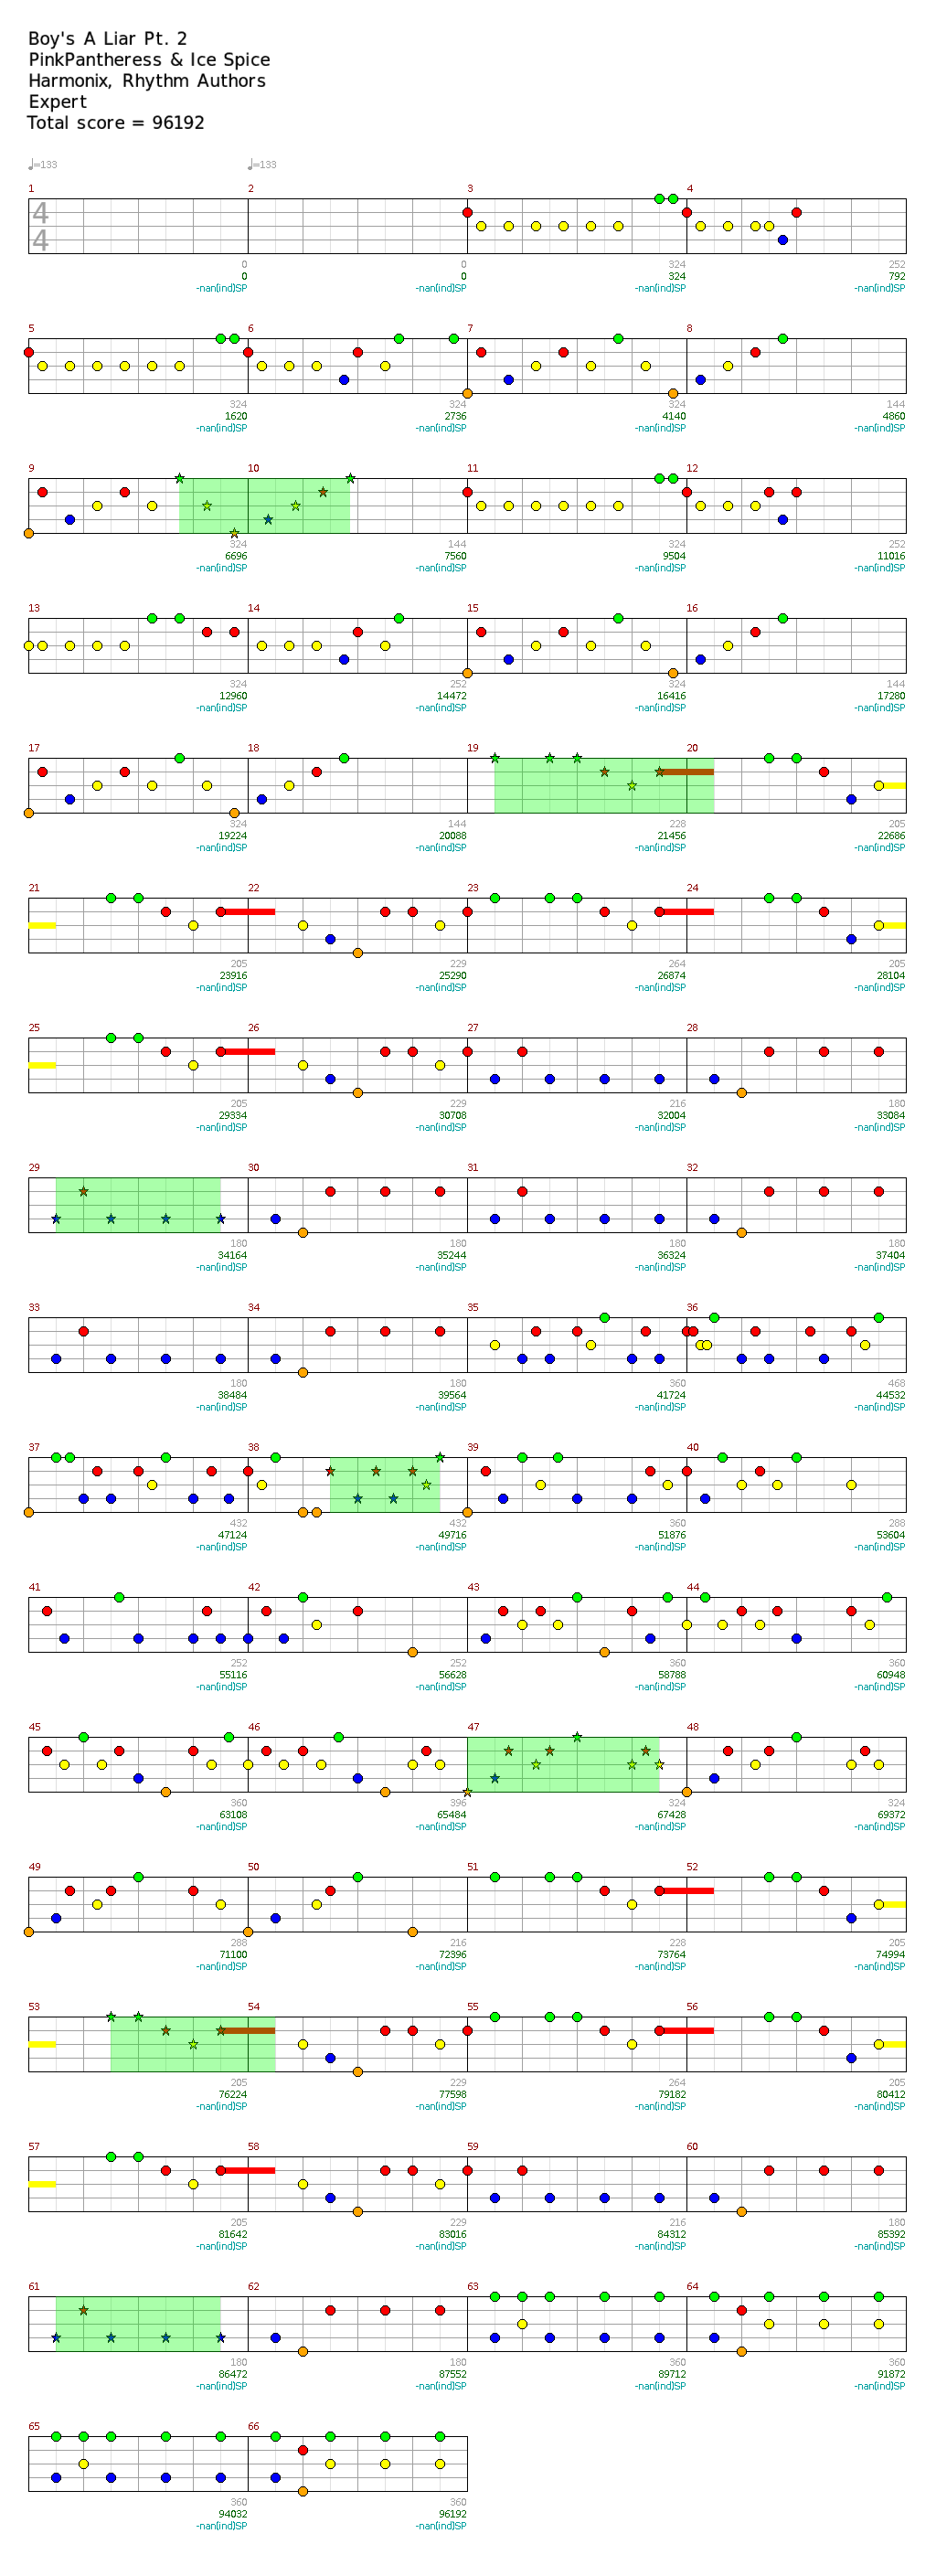 Boy's A Liar Pt. 2
PinkPantheress & Ice Spice
Harmonix, Rhythm Authors
Expert
Total score = 96192
♩=133 ♩=133
1 2 3 4
4
4
0 0 324 252
0 0 324 792
-nan(ind)SP -nan(ind)SP -nan(ind)SP -nan(ind)SP
5 6 7 8
324 324 324 144
1620 2736 4140 4860
-nan(ind)SP -nan(ind)SP -nan(ind)SP -nan(ind)SP
9 10 11 12
324 144 324 252
6696 7560 9504 11016
-nan(ind)SP -nan(ind)SP -nan(ind)SP -nan(ind)SP
13 14 15 16
324 252 324 144
12960 14472 16416 17280
-nan(ind)SP -nan(ind)SP -nan(ind)SP -nan(ind)SP
17 18 19 20
324 144 228 205
19224 20088 21456 22686
-nan(ind)SP -nan(ind)SP -nan(ind)SP -nan(ind)SP
21 22 23 24
205 229 264 205
23916 25290 26874 28104
-nan(ind)SP -nan(ind)SP -nan(ind)SP -nan(ind)SP
25 26 27 28
205 229 216 180
29334 30708 32004 33084
-nan(ind)SP -nan(ind)SP -nan(ind)SP -nan(ind)SP
29 30 31 32
180 180 180 180
34164 35244 36324 37404
-nan(ind)SP -nan(ind)SP -nan(ind)SP -nan(ind)SP
33 34 35 36
180 180 360 468
38484 39564 41724 44532
-nan(ind)SP -nan(ind)SP -nan(ind)SP -nan(ind)SP
37 38 39 40
432 432 360 288
47124 49716 51876 53604
-nan(ind)SP -nan(ind)SP -nan(ind)SP -nan(ind)SP
41 42 43 44
252 252 360 360
55116 56628 58788 60948
-nan(ind)SP -nan(ind)SP -nan(ind)SP -nan(ind)SP
45 46 47 48
360 396 324 324
63108 65484 67428 69372
-nan(ind)SP -nan(ind)SP -nan(ind)SP -nan(ind)SP
49 50 51 52
288 216 228 205
71100 72396 73764 74994
-nan(ind)SP -nan(ind)SP -nan(ind)SP -nan(ind)SP
53 54 55 56
205 229 264 205
76224 77598 79182 80412
-nan(ind)SP -nan(ind)SP -nan(ind)SP -nan(ind)SP
57 58 59 60
205 229 216 180
81642 83016 84312 85392
-nan(ind)SP -nan(ind)SP -nan(ind)SP -nan(ind)SP
61 62 63 64
180 180 360 360
86472 87552 89712 91872
-nan(ind)SP -nan(ind)SP -nan(ind)SP -nan(ind)SP
65 66
360 360
94032 96192
-nan(ind)SP -nan(ind)SP